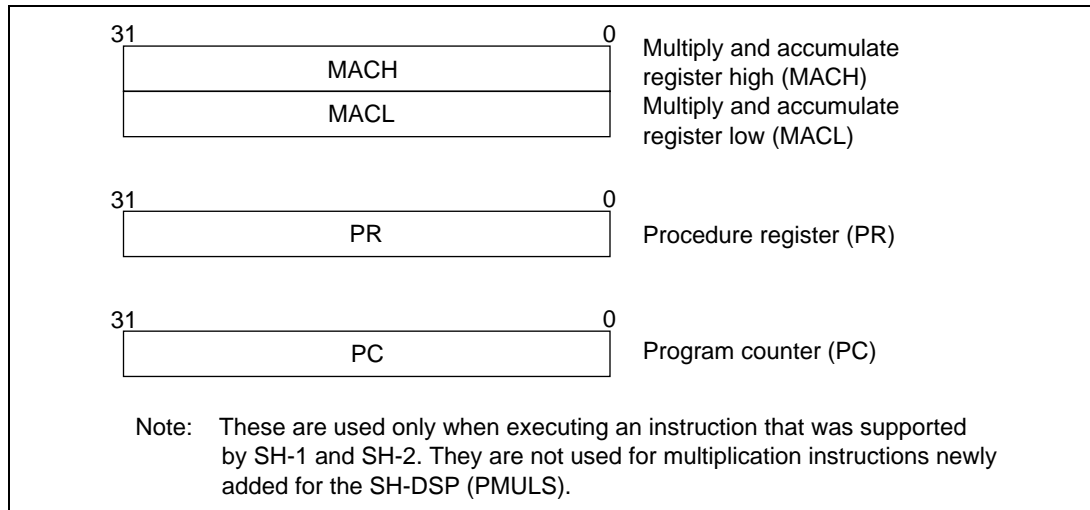 31 0
MACH
MACL
Multiply and accumulate
register high (MACH)
Multiply and accumulate
register low (MACL)
31 0
PR
Procedure register (PR)
31 0
PC
Program counter (PC)
Note: These are used only when executing an instruction that was supported
by SH-1 and SH-2. They are not used for multiplication instructions newly
added for the SH-DSP (PMULS).